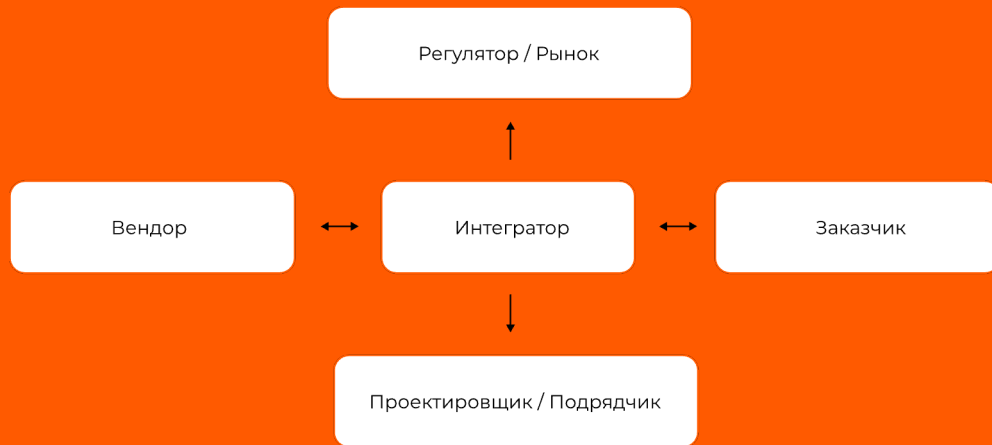 Регулятор / Рынок
Вендор
Интегратор
Заказчик
Проектировщик / Подрядчик